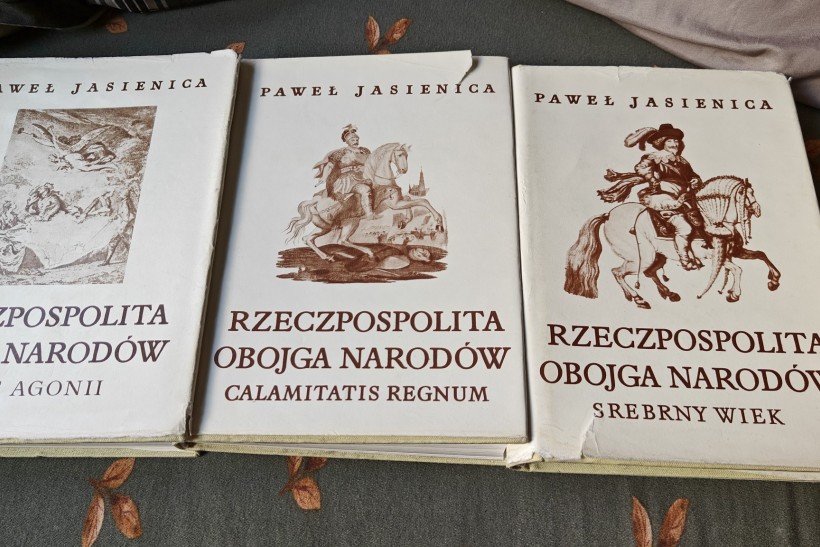 PAWEŁ JASIENICA
RZECZPOSPOLITA
OBOJGA NARODÓW
CALAMITATIS REGNUM
PAWEŁ JASIENICA
RZECZPOSPOLITA
OBOJGA NARODÓW
SREBRNY WIEK
AWEŁ JASIENICA
ZPOSPOLITA
NARODÓW
AGONII